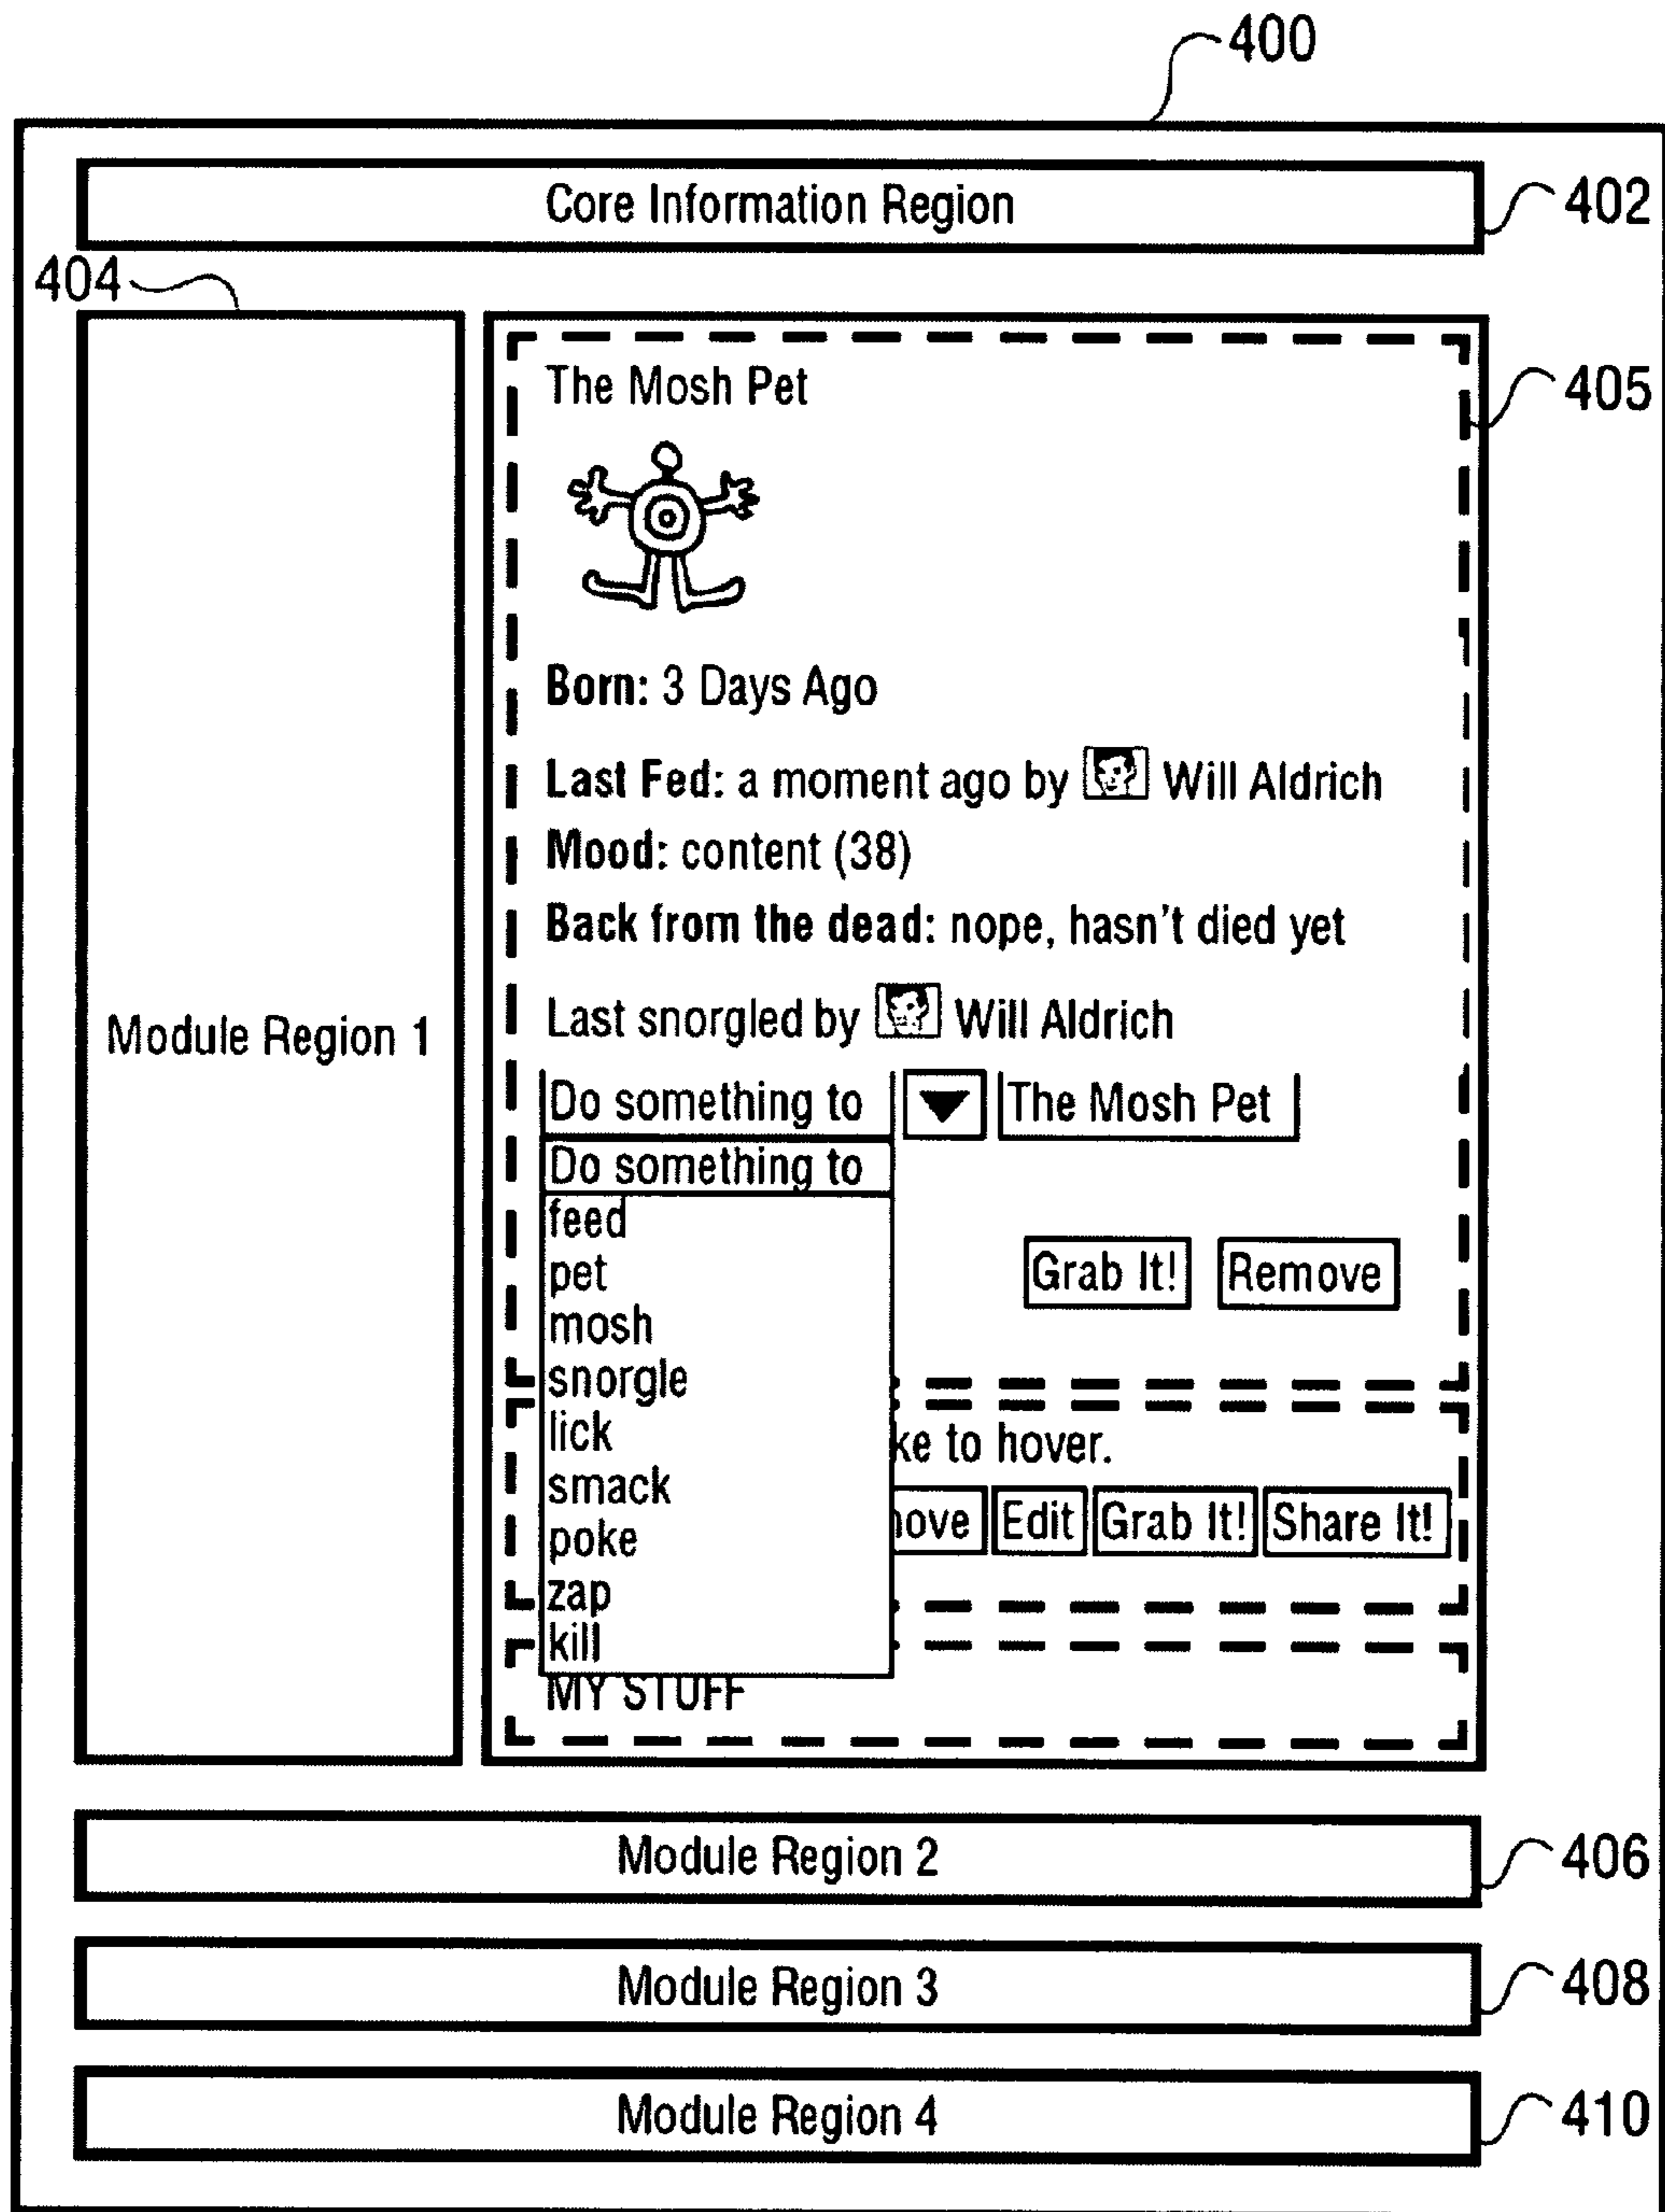 400
Core Information Region
402
404
405
The Mosh Pet
Born: 3 Days Ago
Last Fed: a moment ago by Will Aldrich
Mood: content (38)
Back from the dead: nope, hasn't died yet
Last snorgled by Will Aldrich
Module Region 1
Do something to The Mosh Pet
Do something to
feed
pet
mosh
snorgle
lick
smack
poke
zap
kill
Grab It! Remove
ke to hover.
ove Edit Grab It! Share It!
MY STUFF
Module Region 2
406
Module Region 3
408
Module Region 4
410